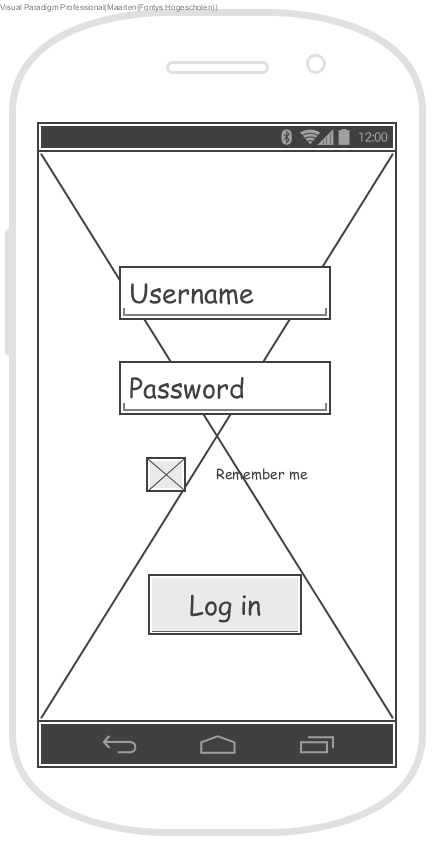 Visual Paradigm Professional(Maarten(Fontys Hogescholen))
12:00
Username
Password
Remember me
Log in